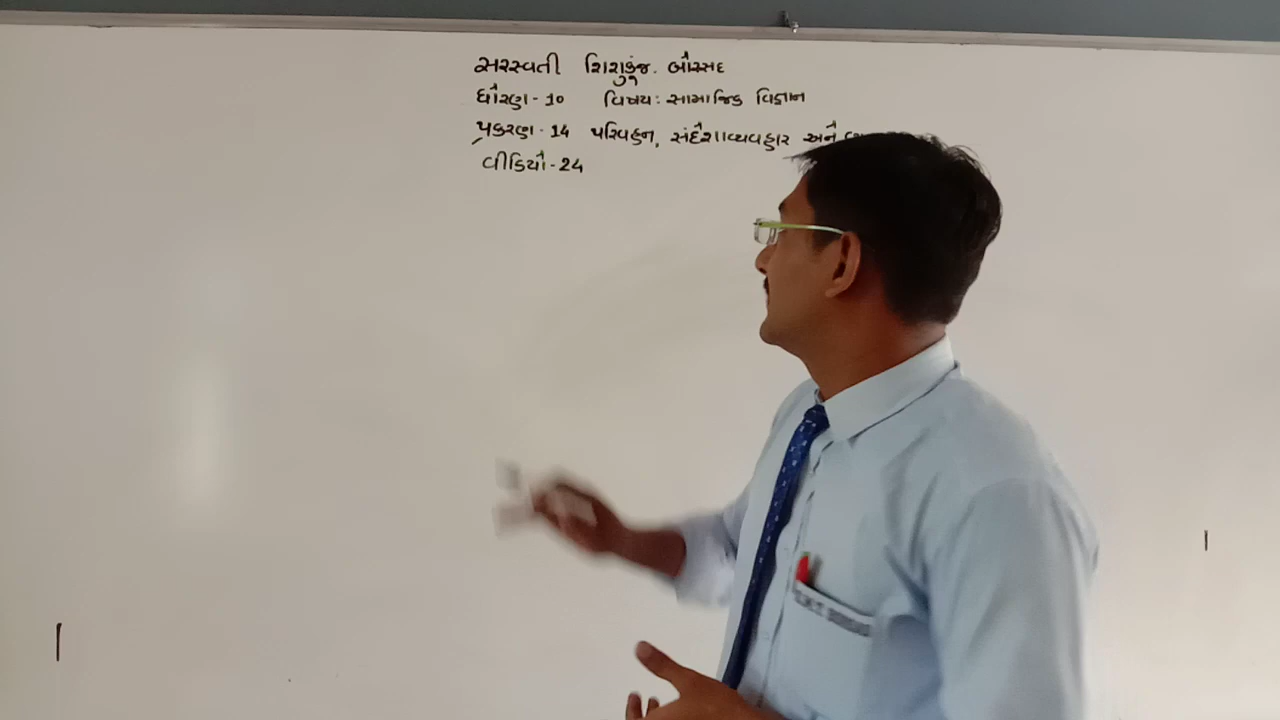 સરસ્વતી શિશુકુંજ. બોરસદ
ધોરણ - 10 વિષય : સામાજિક વિજ્ઞાન
પ્રકરણ - 14 પરિવહન, સંદેશાવ્યવહાર અને
વીડિયો - 24